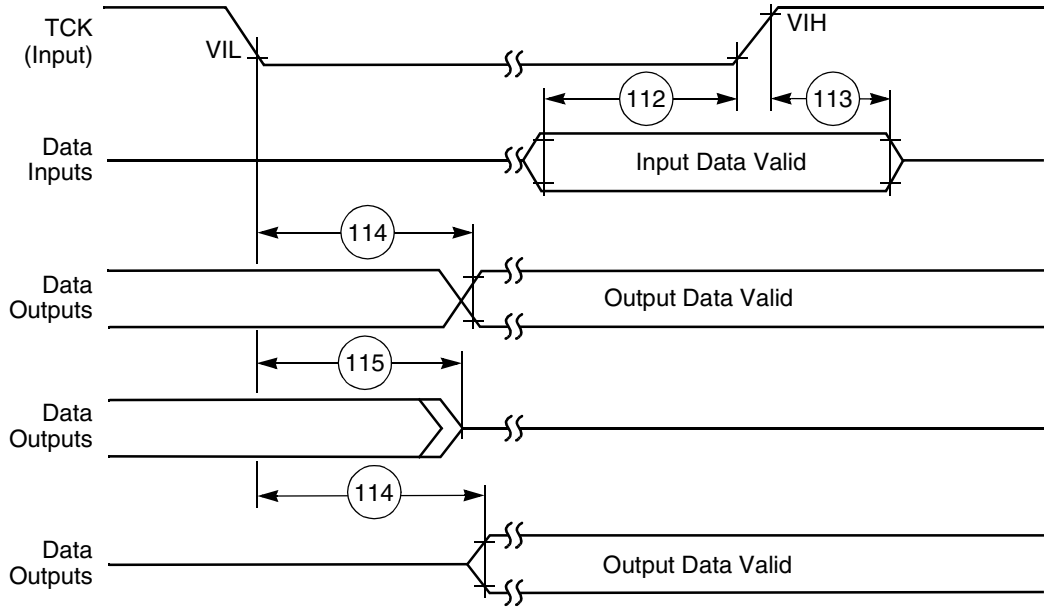 TCK
(Input)
VIL
VIH
112
113
Data
Inputs
Input Data Valid
114
Data
Outputs
Output Data Valid
115
Data
Outputs
114
Data
Outputs
Output Data Valid